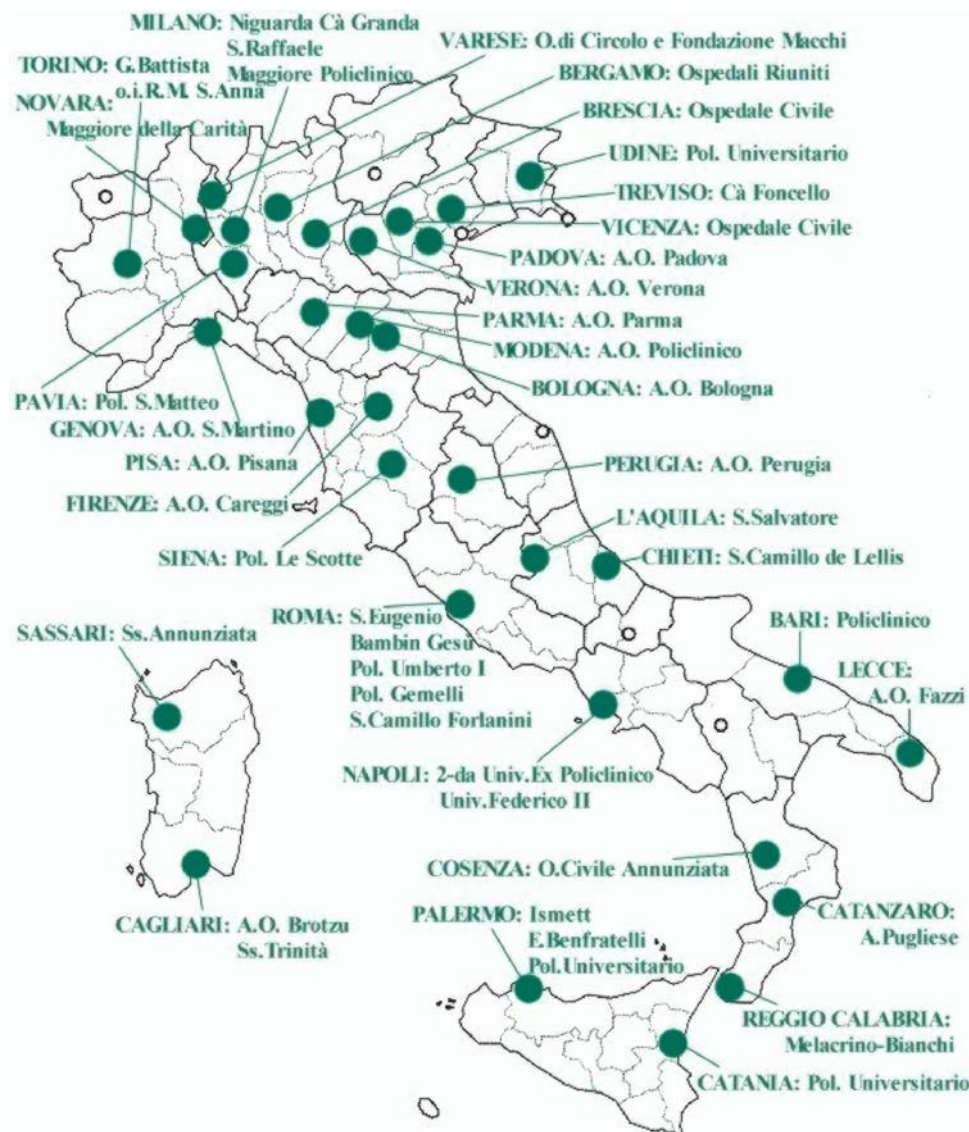 MILANO: Niguarda Cà Granda
S.Raffaele
Maggiore Policlinico
VARESE: O.di Circolo e Fondazione Macchi
TORINO: G.Battista
o.i.R.M. S.Anna
BERGAMO: Ospedali Riuniti
NOVARA:
Maggiore della Carità
BRESCIA: Ospedale Civile
UDINE: Pol. Universitario
TREVISO: Cà Foncello
VICENZA: Ospedale Civile
PADOVA: A.O. Padova
VERONA: A.O. Verona
PARMA: A.O. Parma
MODENA: A.O. Policlinico
BOLOGNA: A.O. Bologna
PAVIA: Pol. S.Matteo
GENOVA: A.O. S.Martino
PISA: A.O. Pisana
FIRENZE: A.O. Careggi
SIENA: Pol. Le Scotte
PERUGIA: A.O. Perugia
L'AQUILA: S.Salvatore
CHIETI: S.Camillo de Lellis
ROMA: S.Eugenio
Bambin Gesù
Pol. Umberto I
Pol. Gemelli
S.Camillo Forlanini
SASSARI: Ss.Annunziata
BARI: Policlinico
LECCE:
A.O. Fazzi
NAPOLI: 2-da Univ.Ex Policlinico
Univ.Federico II
COSENZA: O.Civile Annunziata
CAGLIARI: A.O. Brotzu
Ss.Trinità
PALERMO: Ismett
E.Benfratelli
Pol.Universitario
CATANZARO:
A.Pugliese
REGGIO CALABRIA:
Melacrino-Bianchi
CATANIA: Pol. Universitario